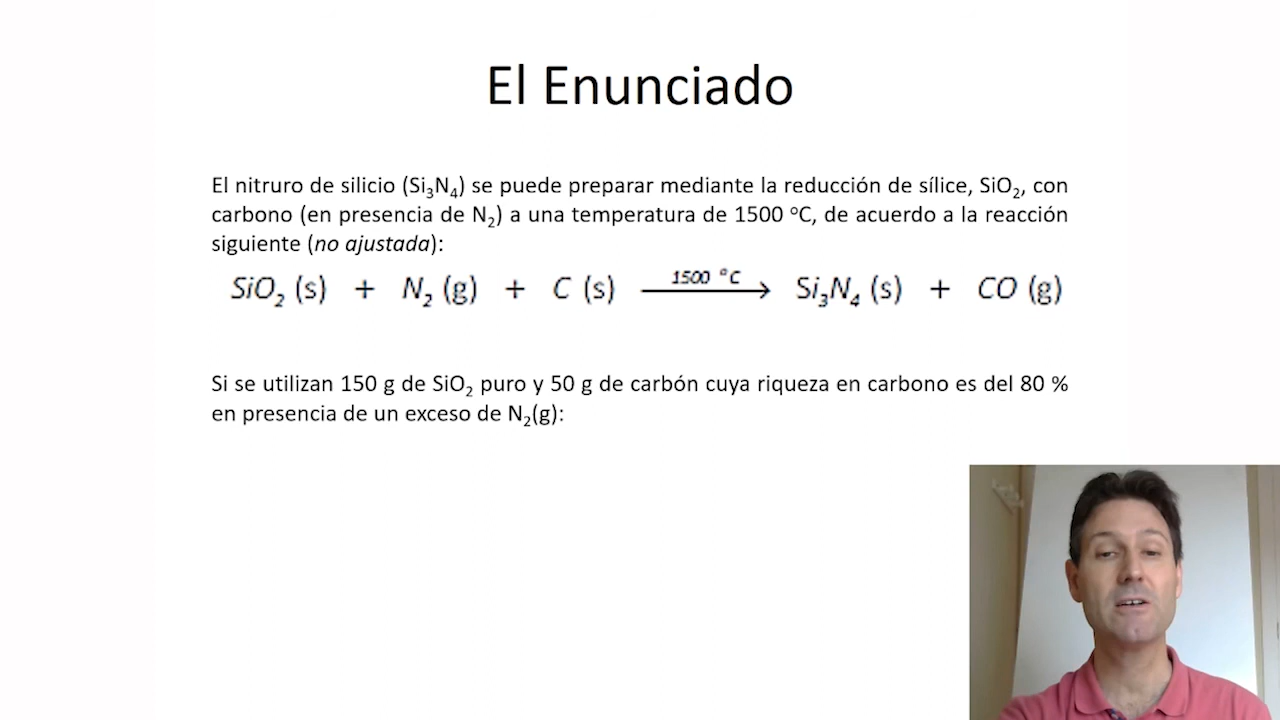 El Enunciado
El nitruro de silicio (Si₃N₄) se puede preparar mediante la reducción de sílice, SiO₂, con
carbono (en presencia de N₂) a una temperatura de 1500 ºC, de acuerdo a la reacción
siguiente (no ajustada):
SiO₂ (s) + N₂ (g) + C (s) ⟶ Si₃N₄ (s) + CO (g)
1500 °C
Si se utilizan 150 g de SiO₂ puro y 50 g de carbón cuya riqueza en carbono es del 80 %
en presencia de un exceso de N₂(g):